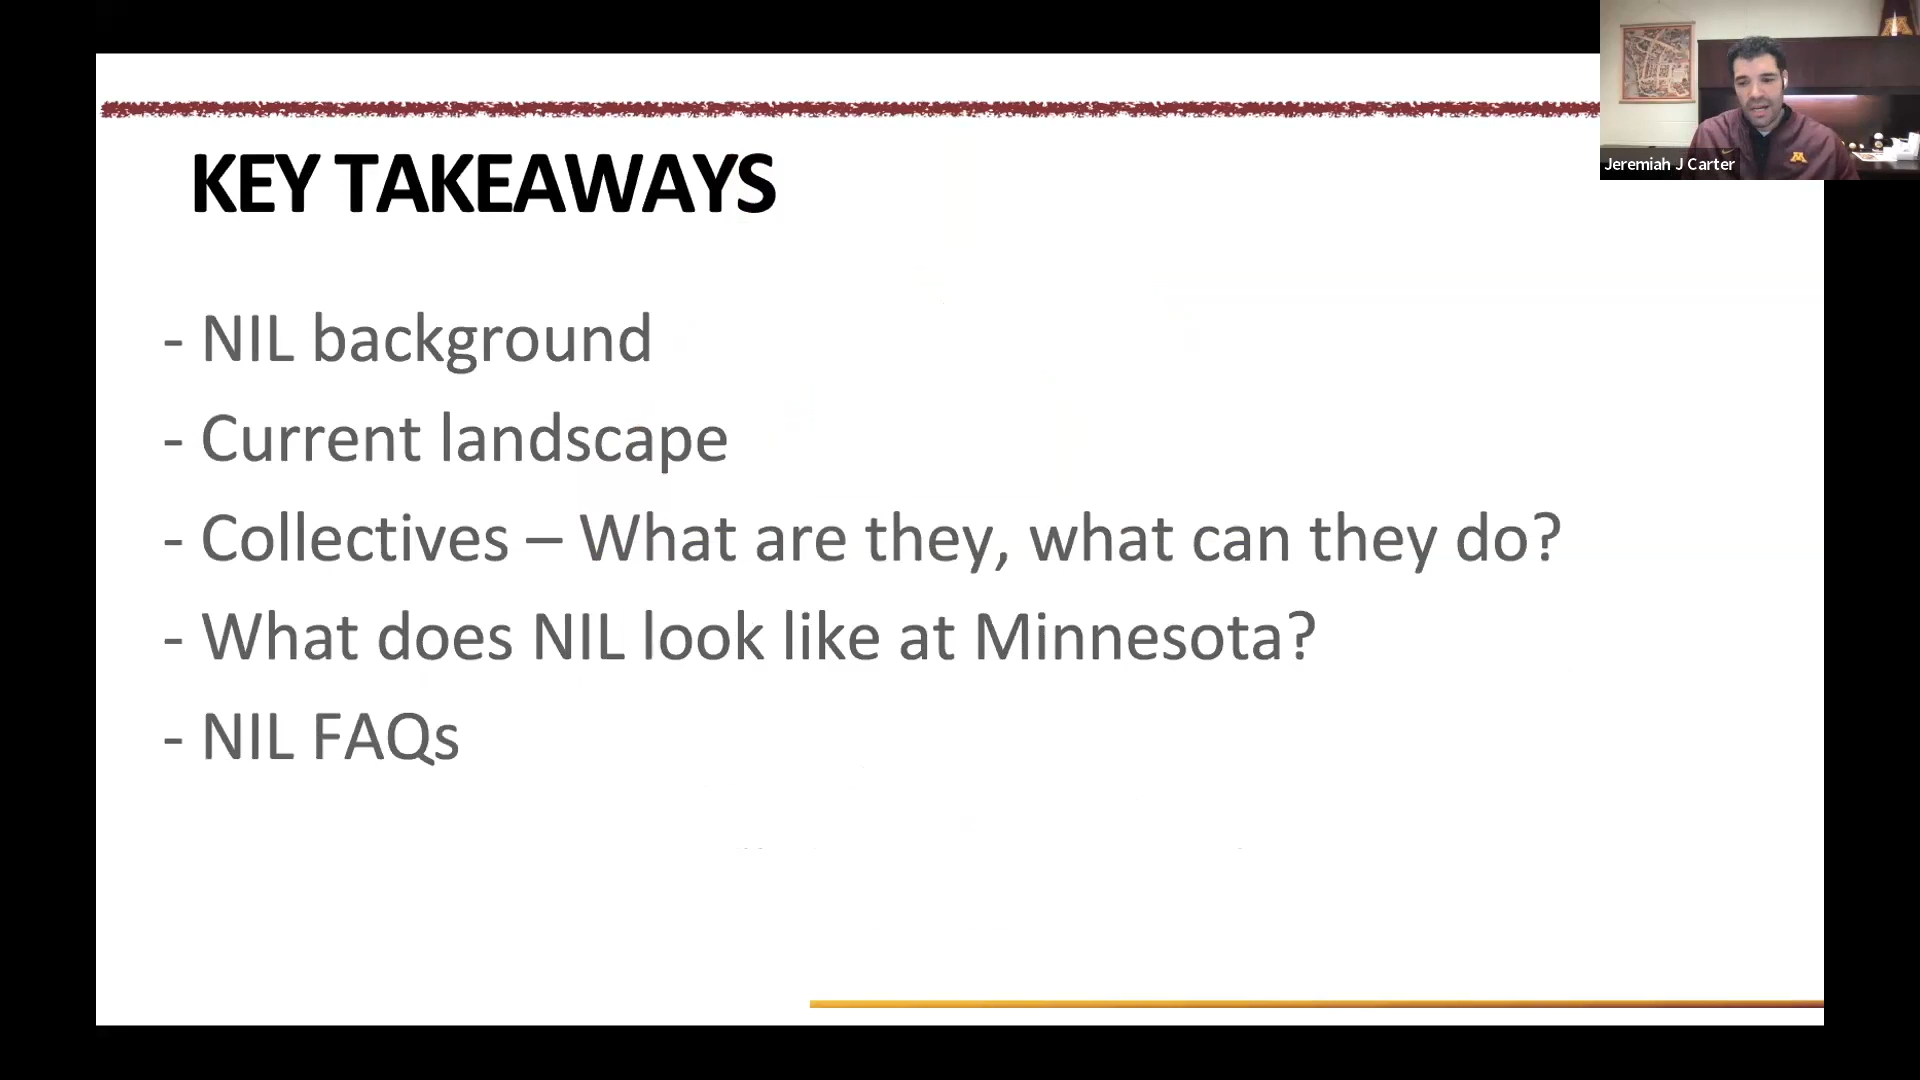 KEY TAKEAWAYS
- NIL background
- Current landscape
- Collectives – What are they, what can they do?
- What does NIL look like at Minnesota?
- NIL FAQs
Jeremiah J Carter